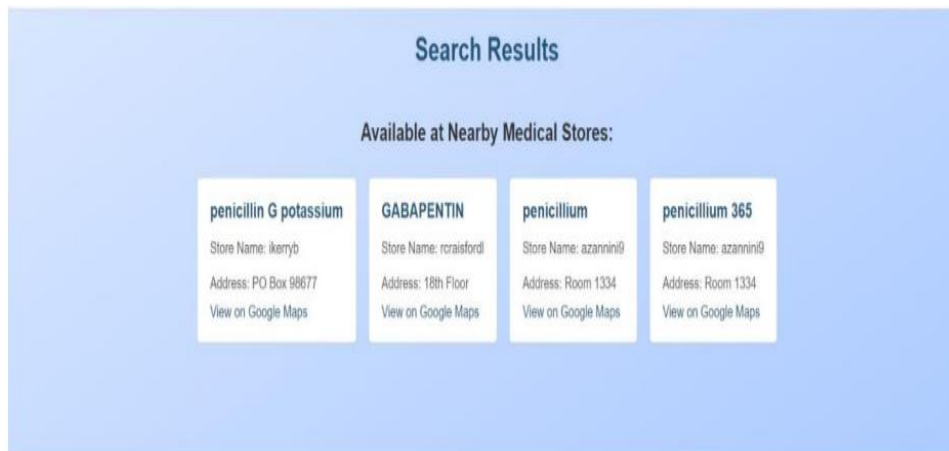 Search Results
Available at Nearby Medical Stores:
penicillin G potassium
Store Name: ikerryb
Address: PO Box 98677
View on Google Maps
GABAPENTIN
Store Name: rcraisfordl
Address: 18th Floor
View on Google Maps
penicillium
Store Name: azannini9
Address: Room 1334
View on Google Maps
penicillium 365
Store Name: azannini9
Address: Room 1334
View on Google Maps